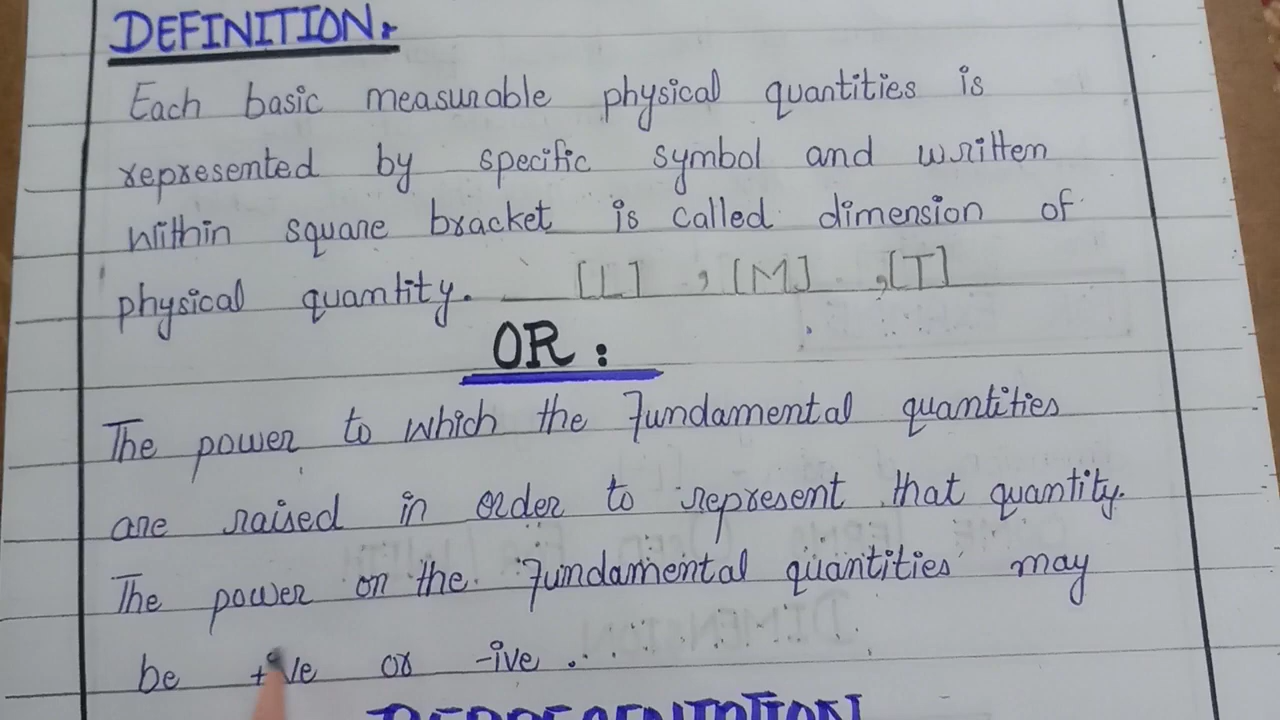 DEFINITION:
Each basic measurable physical quantities is
represented by specific symbol and written
within square bracket is called dimension of
physical quantity. [L] , [M] , [T]
OR :
The power to which the fundamental quantities
are raised in order to represent that quantity.
The power on the fundamental quantities may
be +ive or -ive .
REPRESENTATION